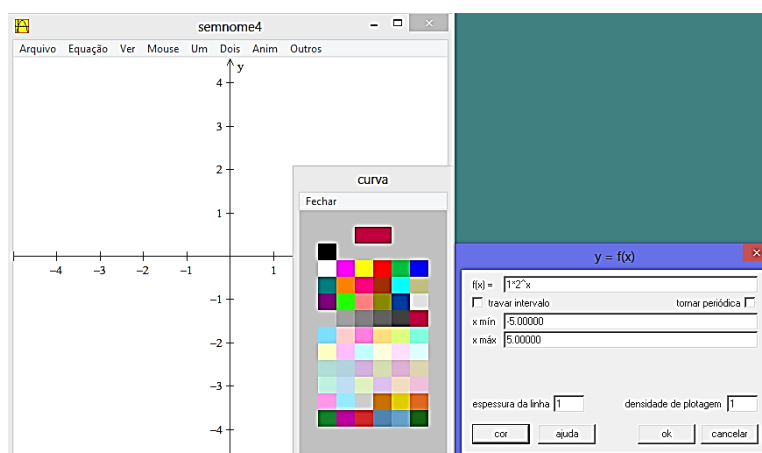 semnome4
Arquivo Equação Ver Mouse Um Dois Anim Outros
y
4
3
2
1
-4 -3 -2 -1 1
-1
-2
-3
-4
curva
Fechar
y = f(x)
f(x) = 1*2^x
travar intervalo tornar periódica
x mín -5.00000
x máx 5.00000
espessura da linha 1 densidade de plotagem 1
cor ajuda ok cancelar